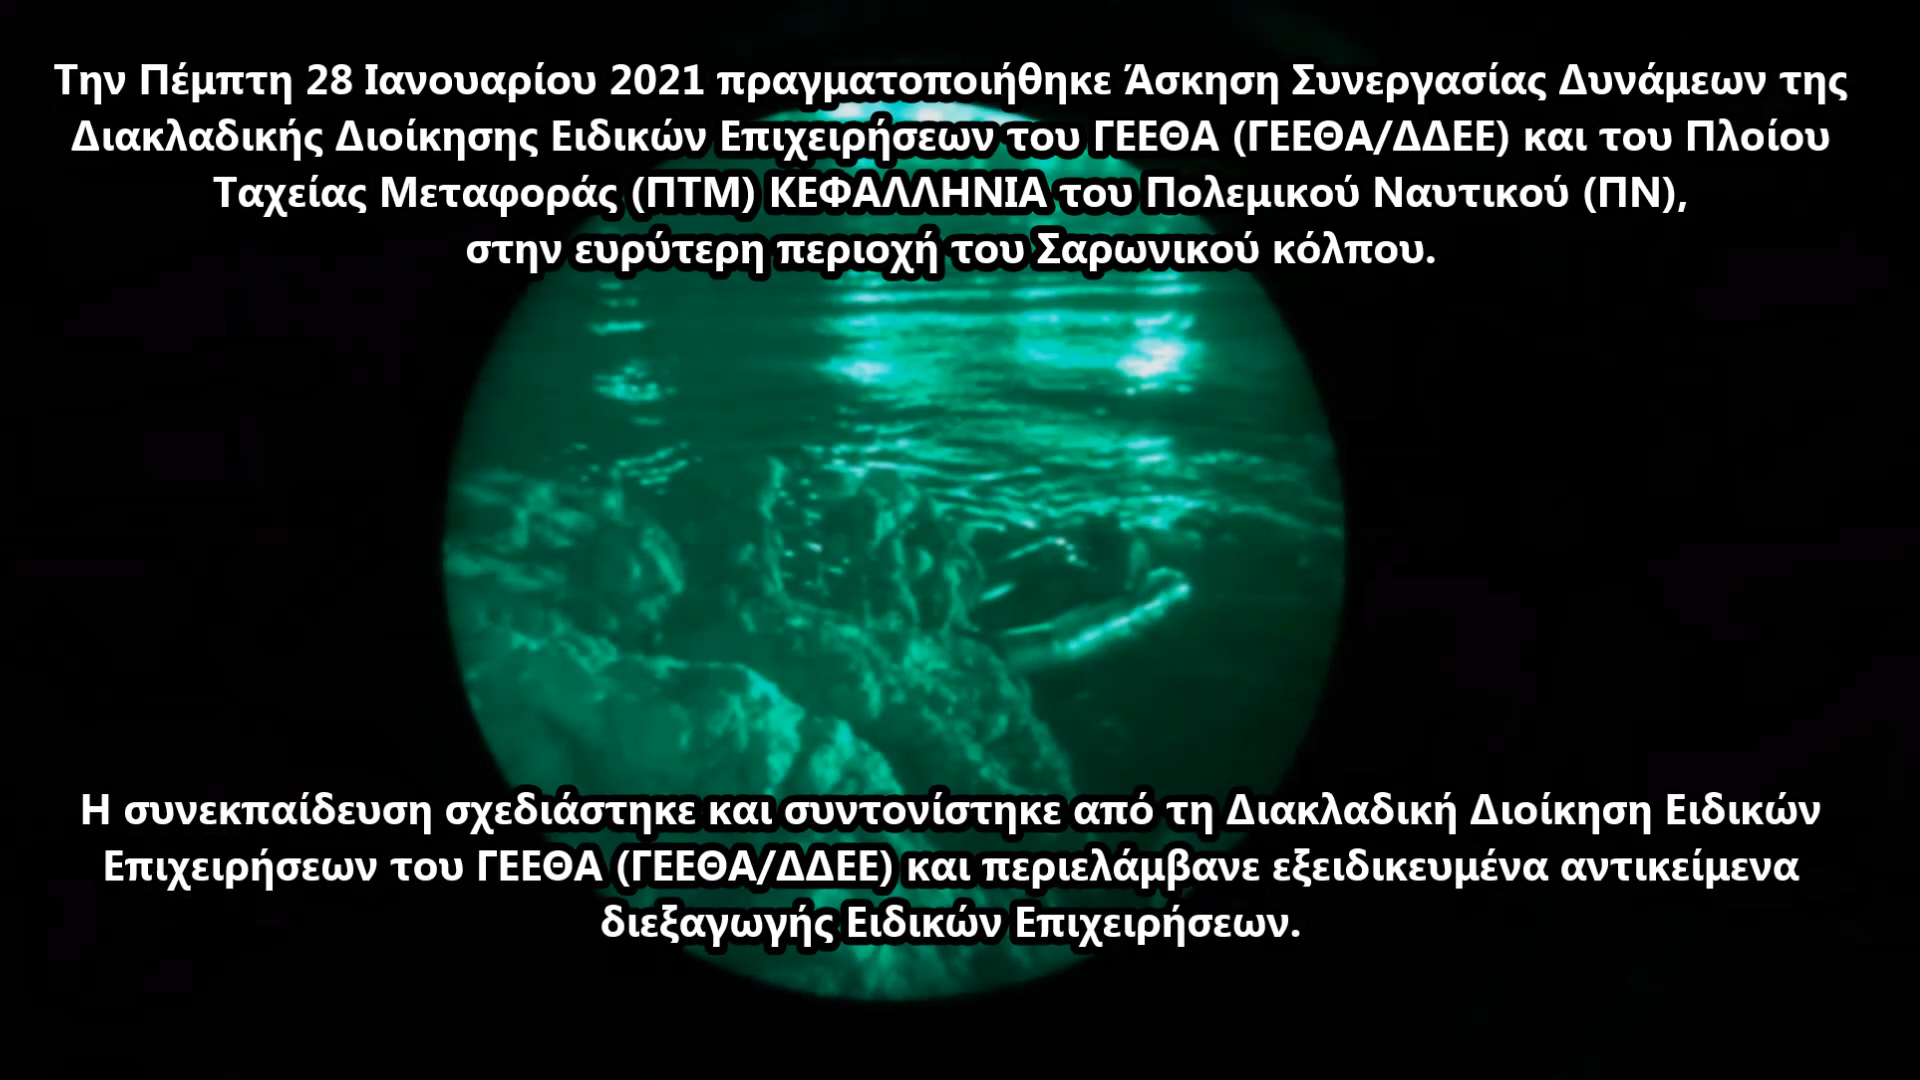 Την Πέμπτη 28 Ιανουαρίου 2021 πραγματοποιήθηκε Άσκηση Συνεργασίας Δυνάμεων της
Διακλαδικής Διοίκησης Ειδικών Επιχειρήσεων του ΓΕΕΘΑ (ΓΕΕΘΑ/ΔΔΕΕ) και του Πλοίου
Ταχείας Μεταφοράς (ΠΤΜ) ΚΕΦΑΛΛΗΝΙΑ του Πολεμικού Ναυτικού (ΠΝ),
στην ευρύτερη περιοχή του Σαρωνικού κόλπου.
Η συνεκπαίδευση σχεδιάστηκε και συντονίστηκε από τη Διακλαδική Διοίκηση Ειδικών
Επιχειρήσεων του ΓΕΕΘΑ (ΓΕΕΘΑ/ΔΔΕΕ) και περιελάμβανε εξειδικευμένα αντικείμενα
διεξαγωγής Ειδικών Επιχειρήσεων.